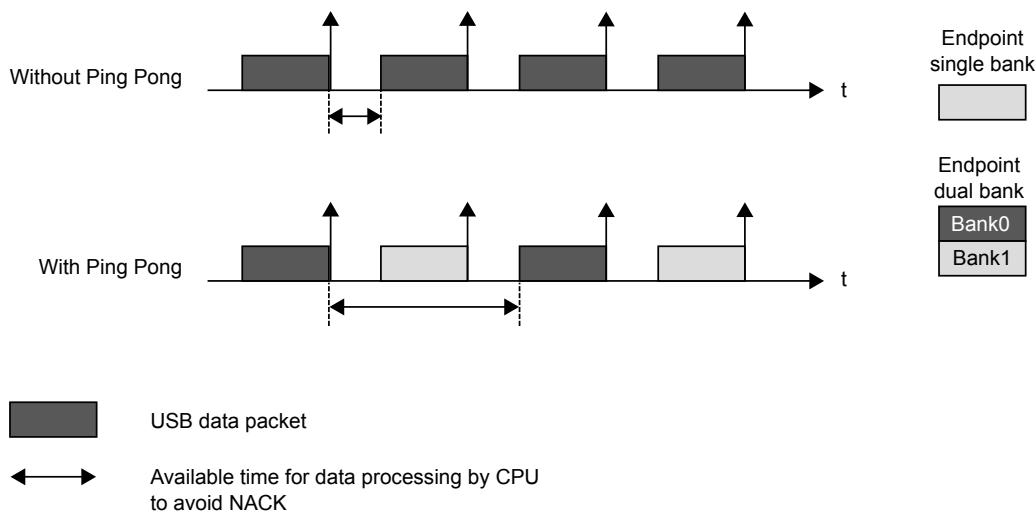 Without Ping Pong
t
Endpoint
single bank
Endpoint
dual bank
Bank0
Bank1
With Ping Pong
t
USB data packet
Available time for data processing by CPU
to avoid NACK